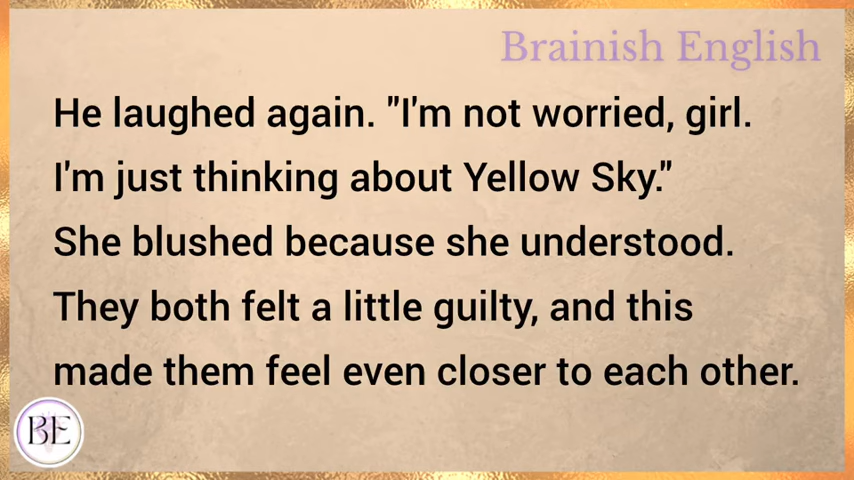 Brainish English
He laughed again. "I'm not worried, girl.
I'm just thinking about Yellow Sky."
She blushed because she understood.
They both felt a little guilty, and this
made them feel even closer to each other.
BE